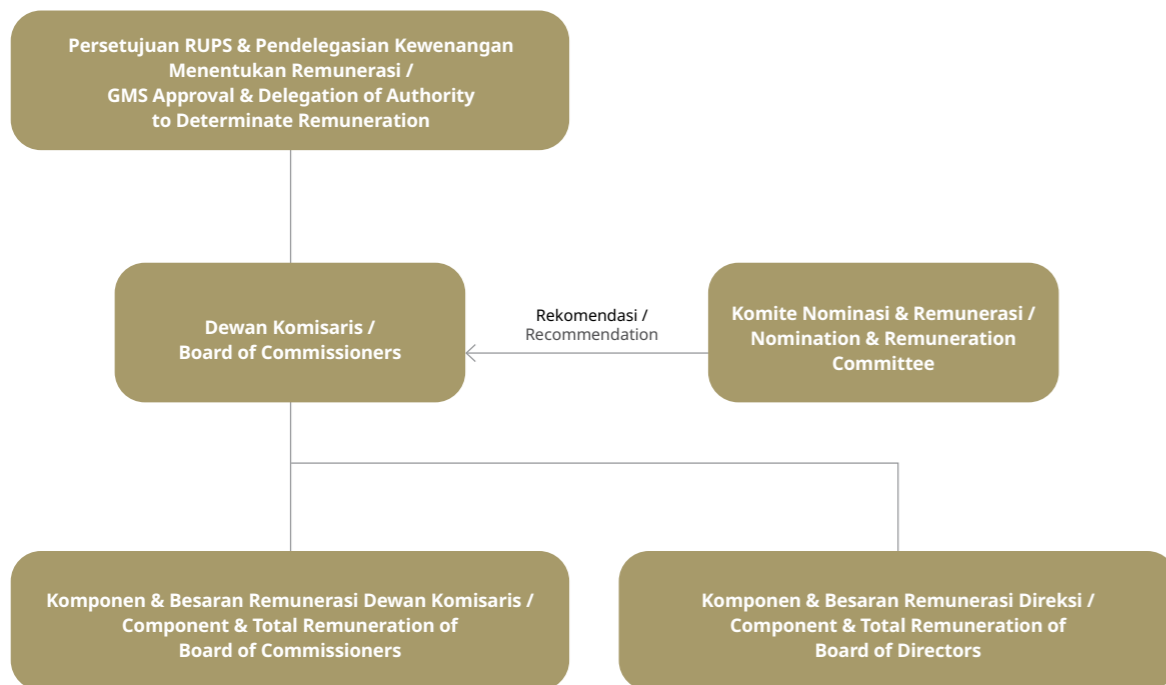 Persetujuan RUPS & Pendelegasian Kewenangan
Menentukan Remunerasi /
GMS Approval & Delegation of Authority
to Determinate Remuneration
Dewan Komisaris /
Board of Commissioners
Rekomendasi /
Recommendation
Komite Nominasi & Remunerasi /
Nomination & Remuneration
Committee
Komponen & Besaran Remunerasi Dewan Komisaris /
Component & Total Remuneration of
Board of Commissioners
Komponen & Besaran Remunerasi Direksi /
Component & Total Remuneration of
Board of Directors